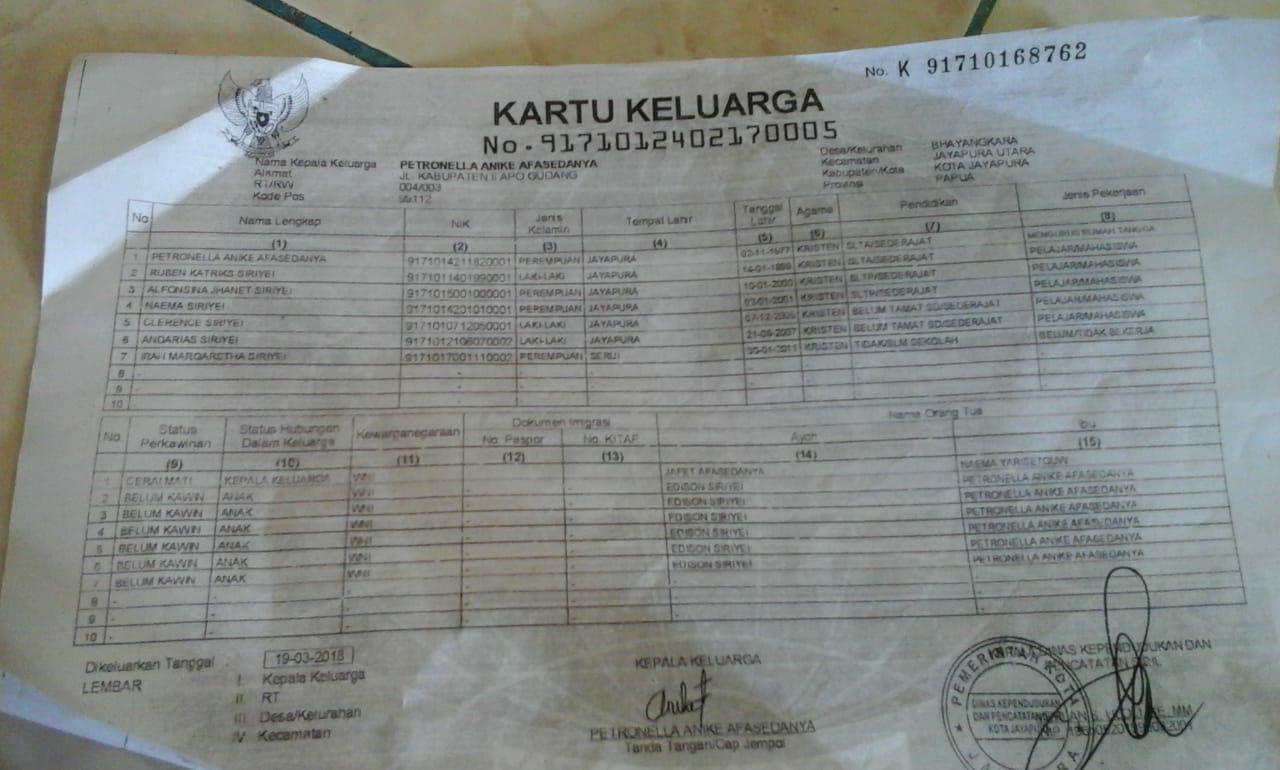 No. K 91710168762
KARTU KELUARGA
No. 9171012402170005
Nama Kepala Keluarga PETRONELLA ANIKE AFASEDANYA
Alamat JL. KABUPATEN II APO GUDANG
RT/RW 004/003
Kode Pos 99112
Desa/Kelurahan : BHAYANGKARA
Kecamatan : JAYAPURA UTARA
Kabupaten/Kota : KOTA JAYAPURA
Provinsi : PAPUA
No Nama Lengkap NIK Jenis Kelamin Tempat Lahir Tanggal Lahir Agama Pendidikan Jenis Pekerjaan
(1) (2) (3) (4) (5) (6) (7) (8)
1 PETRONELLA ANIKE AFASEDANYA 9171014211820001 PEREMPUAN JAYAPURA 02-11-1977 KRISTEN SLTA/SEDERAJAT MENGURUS RUMAH TANGGA
2 RUBEN KATRIKS SIRIYEI 9171011401990001 LAKI-LAKI JAYAPURA 14-01-1999 KRISTEN SLTA/SEDERAJAT PELAJAR/MAHASISWA
3 ALFONSINA JHANET SIRIYEI 9171015001000001 PEREMPUAN JAYAPURA 10-01-2000 KRISTEN SLTP/SEDERAJAT PELAJAR/MAHASISWA
4 NAEMA SIRIYEI 9171014201010001 PEREMPUAN JAYAPURA KRISTEN SLTP/SEDERAJAT PELAJAR/MAHASISWA
5 CLERENCE SIRIYEI 9171010712050001 LAKI-LAKI JAYAPURA 07-12-2005 KRISTEN BELUM TAMAT SD/SEDERAJAT PELAJAR/MAHASISWA
6 ANDARIAS SIRIYEI 9171012106070002 LAKI-LAKI JAYAPURA 21-06-2007 KRISTEN BELUM TAMAT SD/SEDERAJAT PELAJAR/MAHASISWA
7 MARGARETHA SIRIYEI 9171017001110002 PEREMPUAN SERUI 30-01-2011 KRISTEN TIDAK/BLM SEKOLAH BELUM/TIDAK BEKERJA
8 - - - - -
9 - - - - -
10 - - - - -
No Status Perkawinan Status Hubungan Dalam Keluarga Kewarganegaraan Dokumen Imigrasi Nama Orang Tua
No. Paspor No. KITAP Ayah Ibu
(9) (10) (11) (12) (13) (14) (15)
1 CERAI MATI KEPALA KELUARGA WNI JAFET AFASEDANYA NAEMA YARISETOUW
2 BELUM KAWIN ANAK WNI EDISON SIRIYEI PETRONELLA ANIKE AFASEDANYA
3 BELUM KAWIN ANAK WNI EDISON SIRIYEI PETRONELLA ANIKE AFASEDANYA
4 BELUM KAWIN ANAK WNI EDISON SIRIYEI PETRONELLA ANIKE AFASEDANYA
5 BELUM KAWIN ANAK WNI EDISON SIRIYEI PETRONELLA ANIKE AFASEDANYA
6 BELUM KAWIN ANAK WNI EDISON SIRIYEI PETRONELLA ANIKE AFASEDANYA
7 BELUM KAWIN ANAK WNI EDISON SIRIYEI PETRONELLA ANIKE AFASEDANYA
8 - - - - -
9 - - - - -
10 - - - - -
Dikeluarkan Tanggal : 19-03-2018
LEMBAR : I. Kepala Keluarga
II. RT
III. Desa/Kelurahan
IV. Kecamatan
KEPALA KELUARGA
PETRONELLA ANIKE AFASEDANYA
Tanda Tangan/Cap Jempol
DINAS KEPENDUDUKAN DAN
PENCATATAN SIPIL
PEMERINTAH KOTA
DINAS KEPENDUDUKAN
DAN PENCATATAN
KOTA JAYAPURA